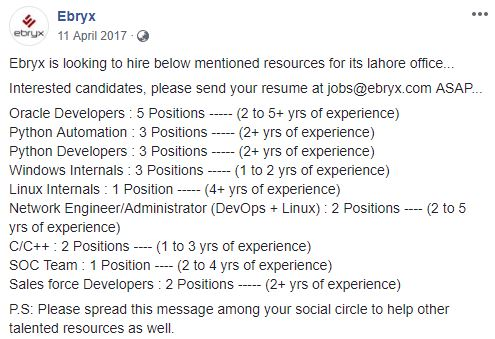 ebryx
Ebryx
11 April 2017 ·
Ebryx is looking to hire below mentioned resources for its lahore office...
Interested candidates, please send your resume at jobs@ebryx.com ASAP...
Oracle Developers : 5 Positions ----- (2 to 5+ yrs of experience)
Python Automation : 3 Positions ----- (2+ yrs of experience)
Python Developers : 3 Positions ----- (2+ yrs of experience)
Windows Internals : 3 Positions ----- (1 to 2 yrs of experience)
Linux Internals : 1 Position ----- (4+ yrs of experience)
Network Engineer/Administrator (DevOps + Linux) : 2 Positions ---- (2 to 5
yrs of experience)
C/C++ : 2 Positions ---- (1 to 3 yrs of experience)
SOC Team : 1 Position ---- (2 to 4 yrs of experience)
Sales force Developers : 2 Positions ----- (2+ yrs of experience)
P.S: Please spread this message among your social circle to help other
talented resources as well.